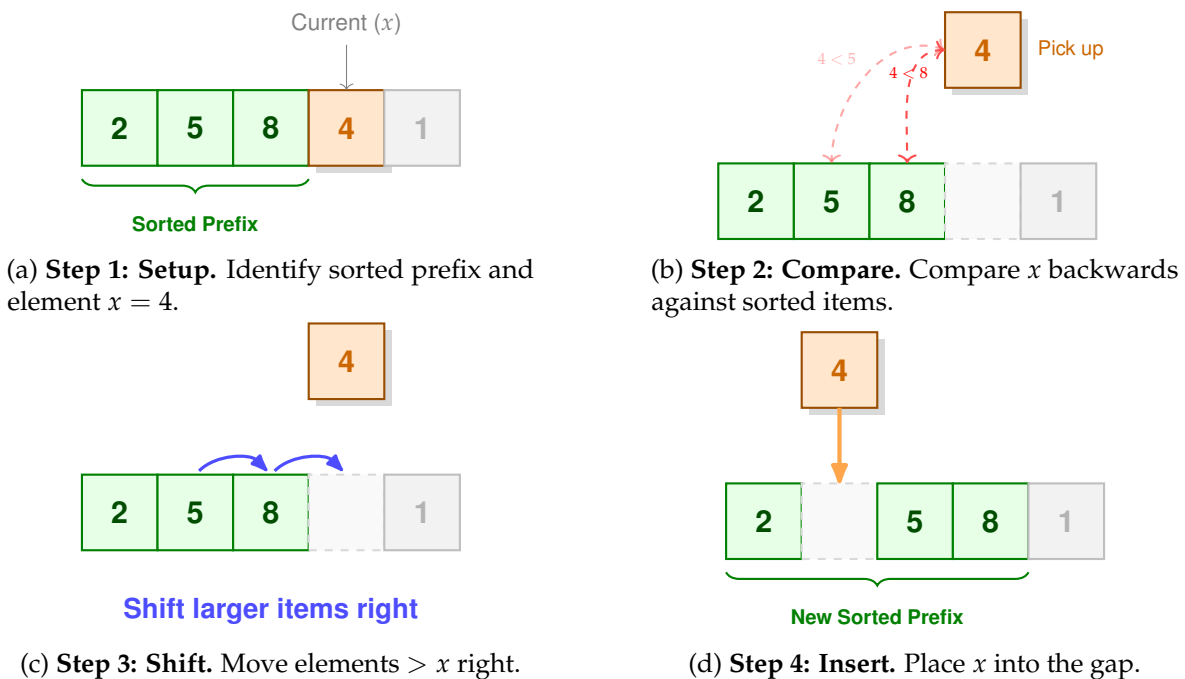 Current (x)
2 5 8 4 1
Sorted Prefix
(a) Step 1: Setup. Identify sorted prefix and
element x = 4.
4 Pick up
4 < 5
4 < 8
2 5 8 1
(b) Step 2: Compare. Compare x backwards
against sorted items.
4
2 5 8 1
Shift larger items right
(c) Step 3: Shift. Move elements > x right.
4
2 5 8 1
New Sorted Prefix
(d) Step 4: Insert. Place x into the gap.